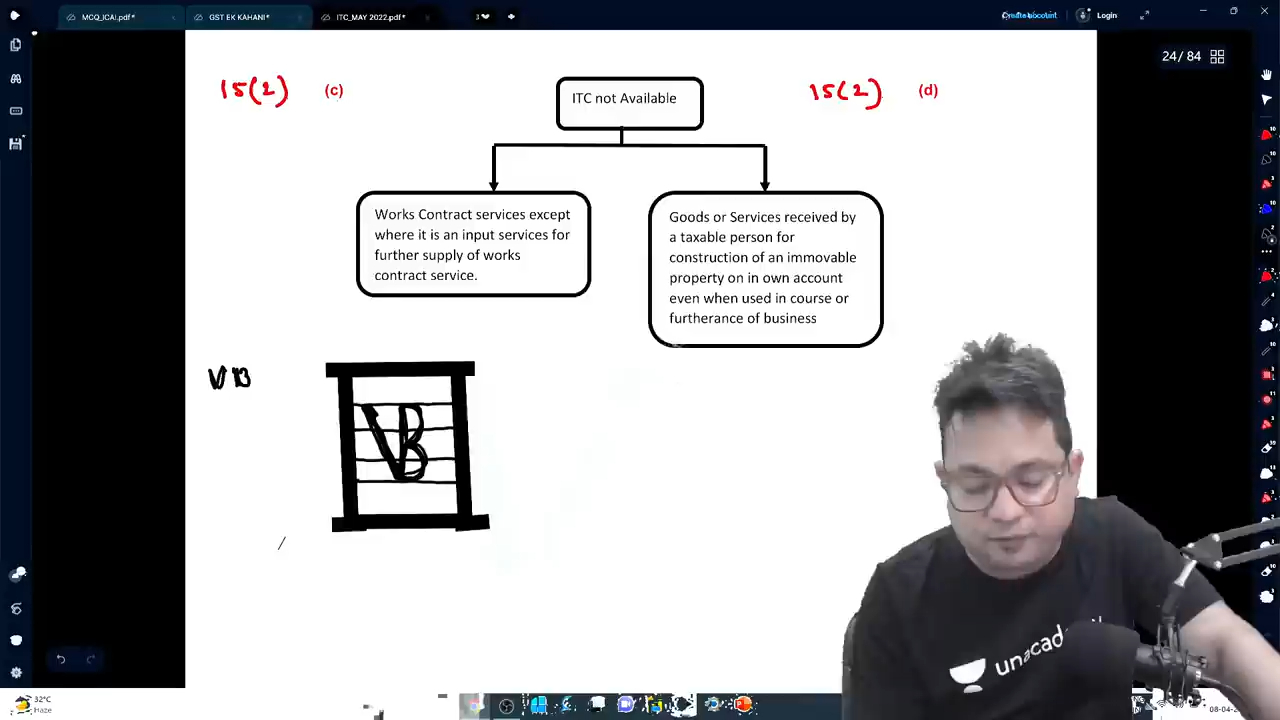 MCQ_ICAI.pdf*
GST EK KAHANI*
ITC_MAY 2022.pdf*
3
Login
24/84
15(2) (c)
ITC not Available
15(2) (d)
Works Contract services except
where it is an input services for
further supply of works
contract service.
Goods or Services received by
a taxable person for
construction of an immovable
property on in own account
even when used in course or
furtherance of business
VB
VB
unacad
32°C
Haze